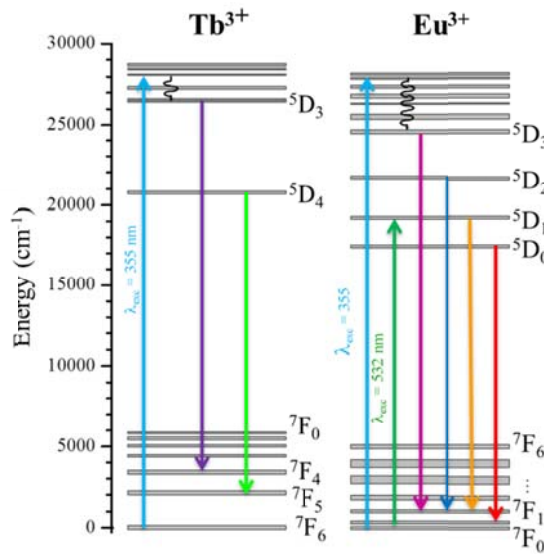 Tb³⁺
Eu³⁺
30000
25000
20000
15000
10000
5000
0
Energy (cm⁻¹)
λexc = 355 nm
⁵D₃
⁵D₄
⁷F₀
⁷F₄
⁷F₅
⁷F₆
λexc = 355
λexc = 532 nm
⁵D₃
⁵D₂
⁵D₁
⁵D₀
⁷F₆
...
⁷F₁
⁷F₀